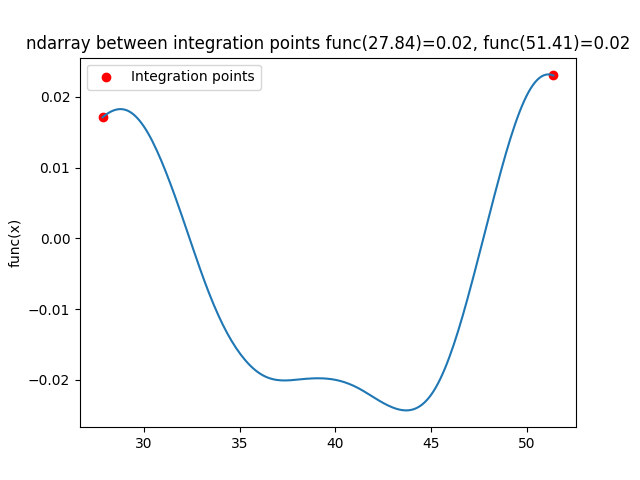 ndarray between integration points func(27.84)=0.02, func(51.41)=0.02
Integration points
func(x)
0.02
0.01
0.00
−0.01
−0.02
30 35 40 45 50